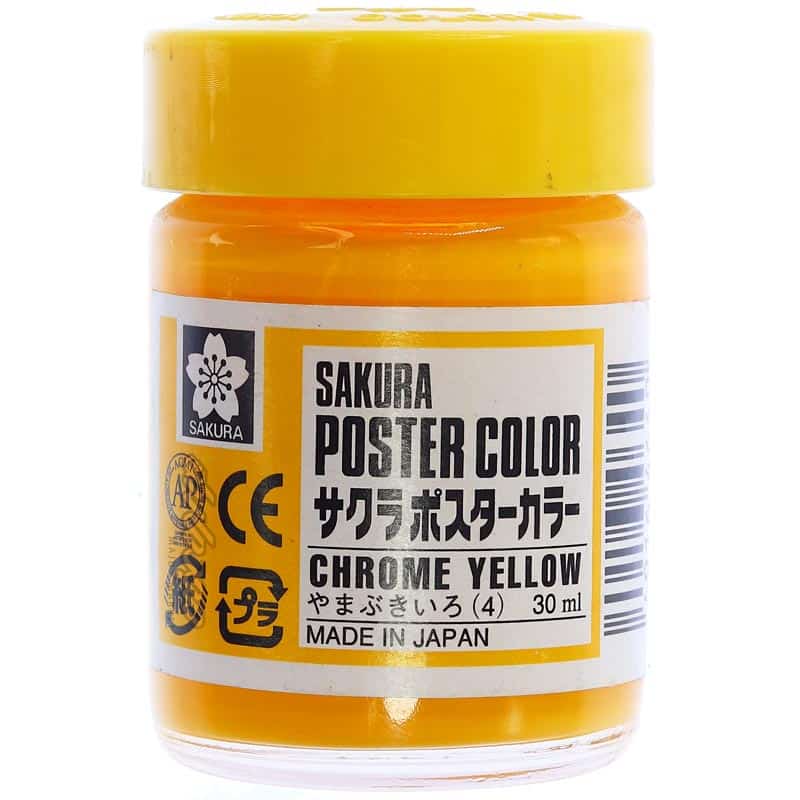 SAKURA
AP
CE
紙
プラ
SAKURA
POSTER COLOR
サクラポスターカラー
CHROME YELLOW
やまぶきいろ(4) 30 ml
MADE IN JAPAN